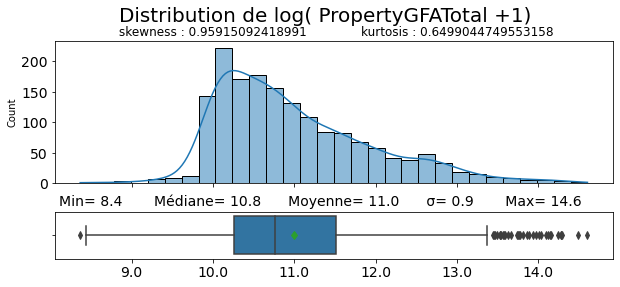 Distribution de log( PropertyGFATotal +1)
skewness : 0.95915092418991 kurtosis : 0.6499044749553158
200
150
100
50
0
Count
Min= 8.4 Médiane= 10.8 Moyenne= 11.0 σ= 0.9 Max= 14.6
9.0 10.0 11.0 12.0 13.0 14.0